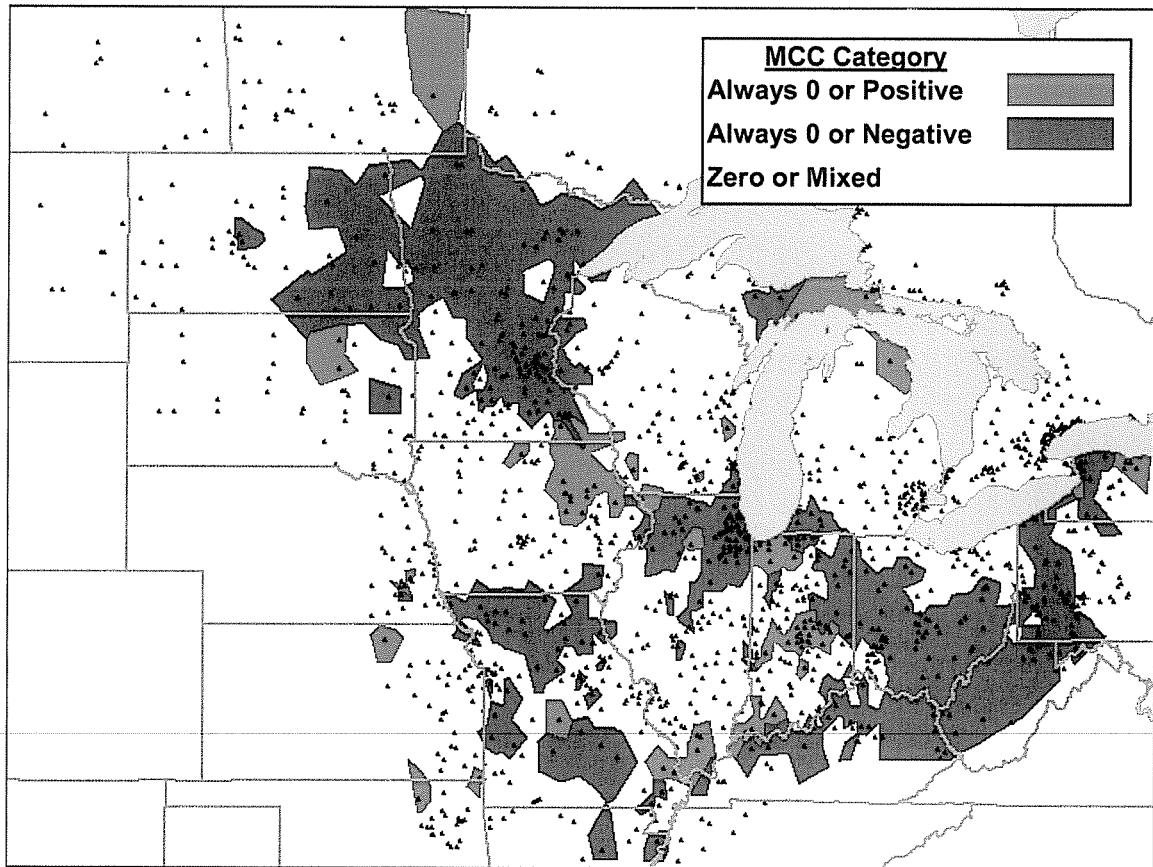 MCC Category
Always 0 or Positive
Always 0 or Negative
Zero or Mixed